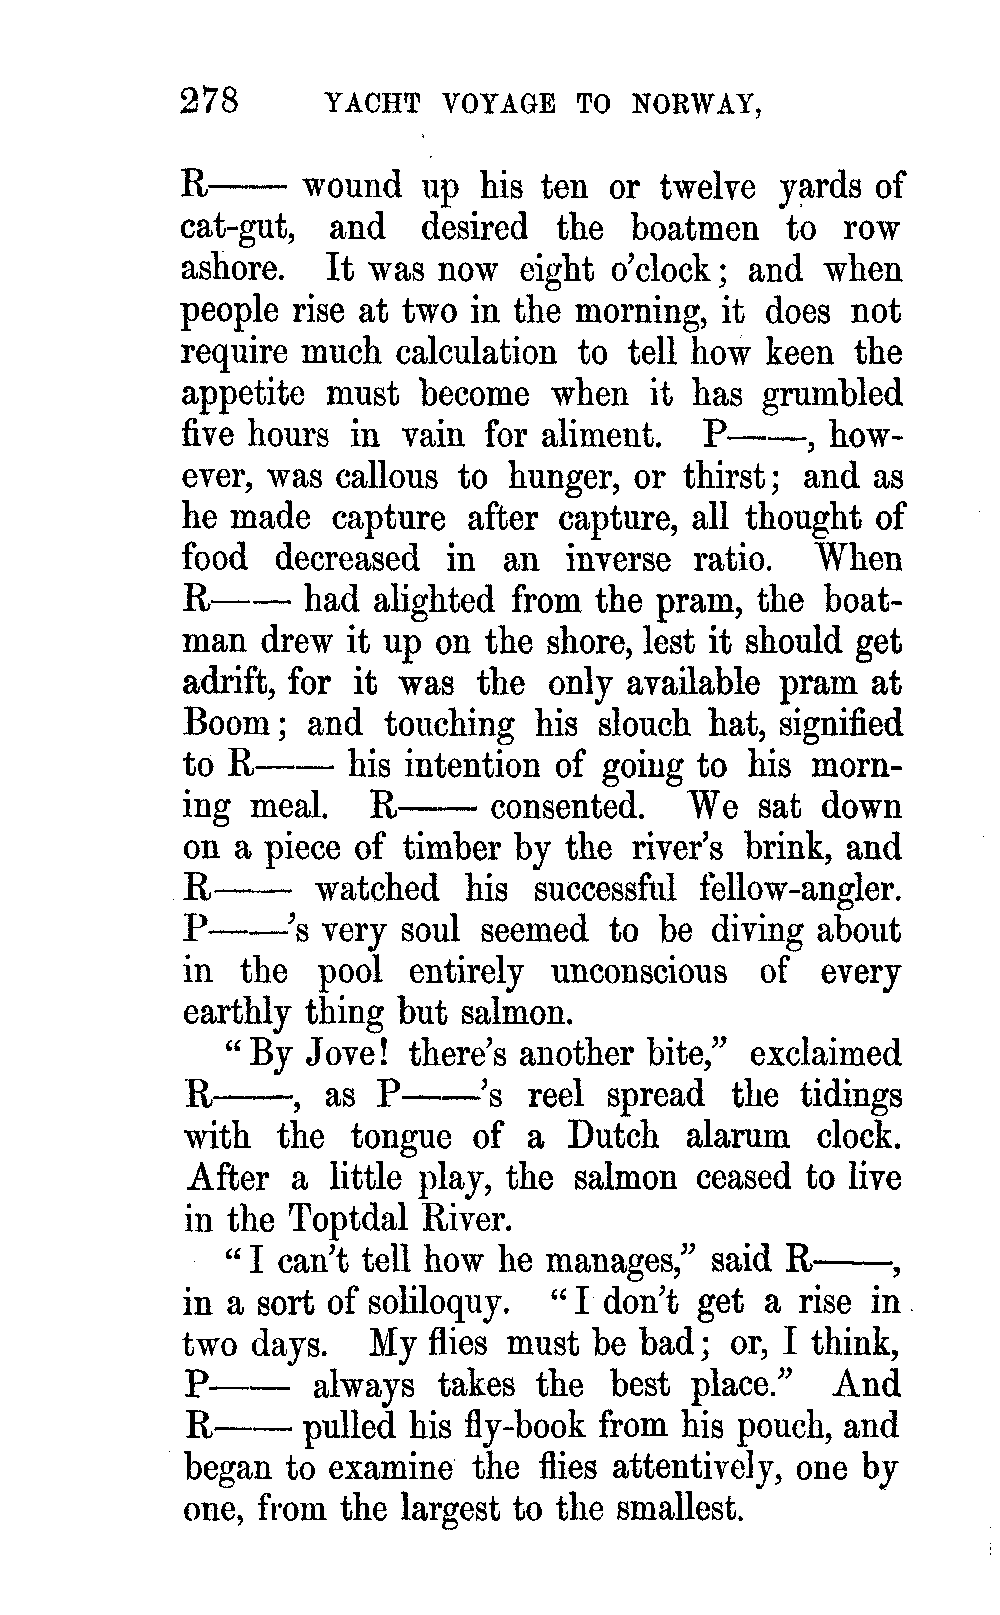 278 YACHT VOYAGE TO NORWAY,
R—— wound up his ten or twelve yards of
cat-gut, and desired the boatmen to row
ashore. It was now eight o'clock; and when
people rise at two in the morning, it does not
require much calculation to tell how keen the
appetite must become when it has grumbled
five hours in vain for aliment. P——, how-
ever, was callous to hunger, or thirst; and as
he made capture after capture, all thought of
food decreased in an inverse ratio. When
R—— had alighted from the pram, the boat-
man drew it up on the shore, lest it should get
adrift, for it was the only available pram at
Boom; and touching his slouch hat, signified
to R—— his intention of going to his morn-
ing meal. R—— consented. We sat down
on a piece of timber by the river's brink, and
R—— watched his successful fellow-angler.
P——'s very soul seemed to be diving about
in the pool entirely unconscious of every
earthly thing but salmon.
"By Jove! there's another bite," exclaimed
R——, as P——'s reel spread the tidings
with the tongue of a Dutch alarum clock.
After a little play, the salmon ceased to live
in the Toptdal River.
"I can't tell how he manages," said R——,
in a sort of soliloquy. "I don't get a rise in
two days. My flies must be bad; or, I think,
P—— always takes the best place." And
R—— pulled his fly-book from his pouch, and
began to examine the flies attentively, one by
one, from the largest to the smallest.